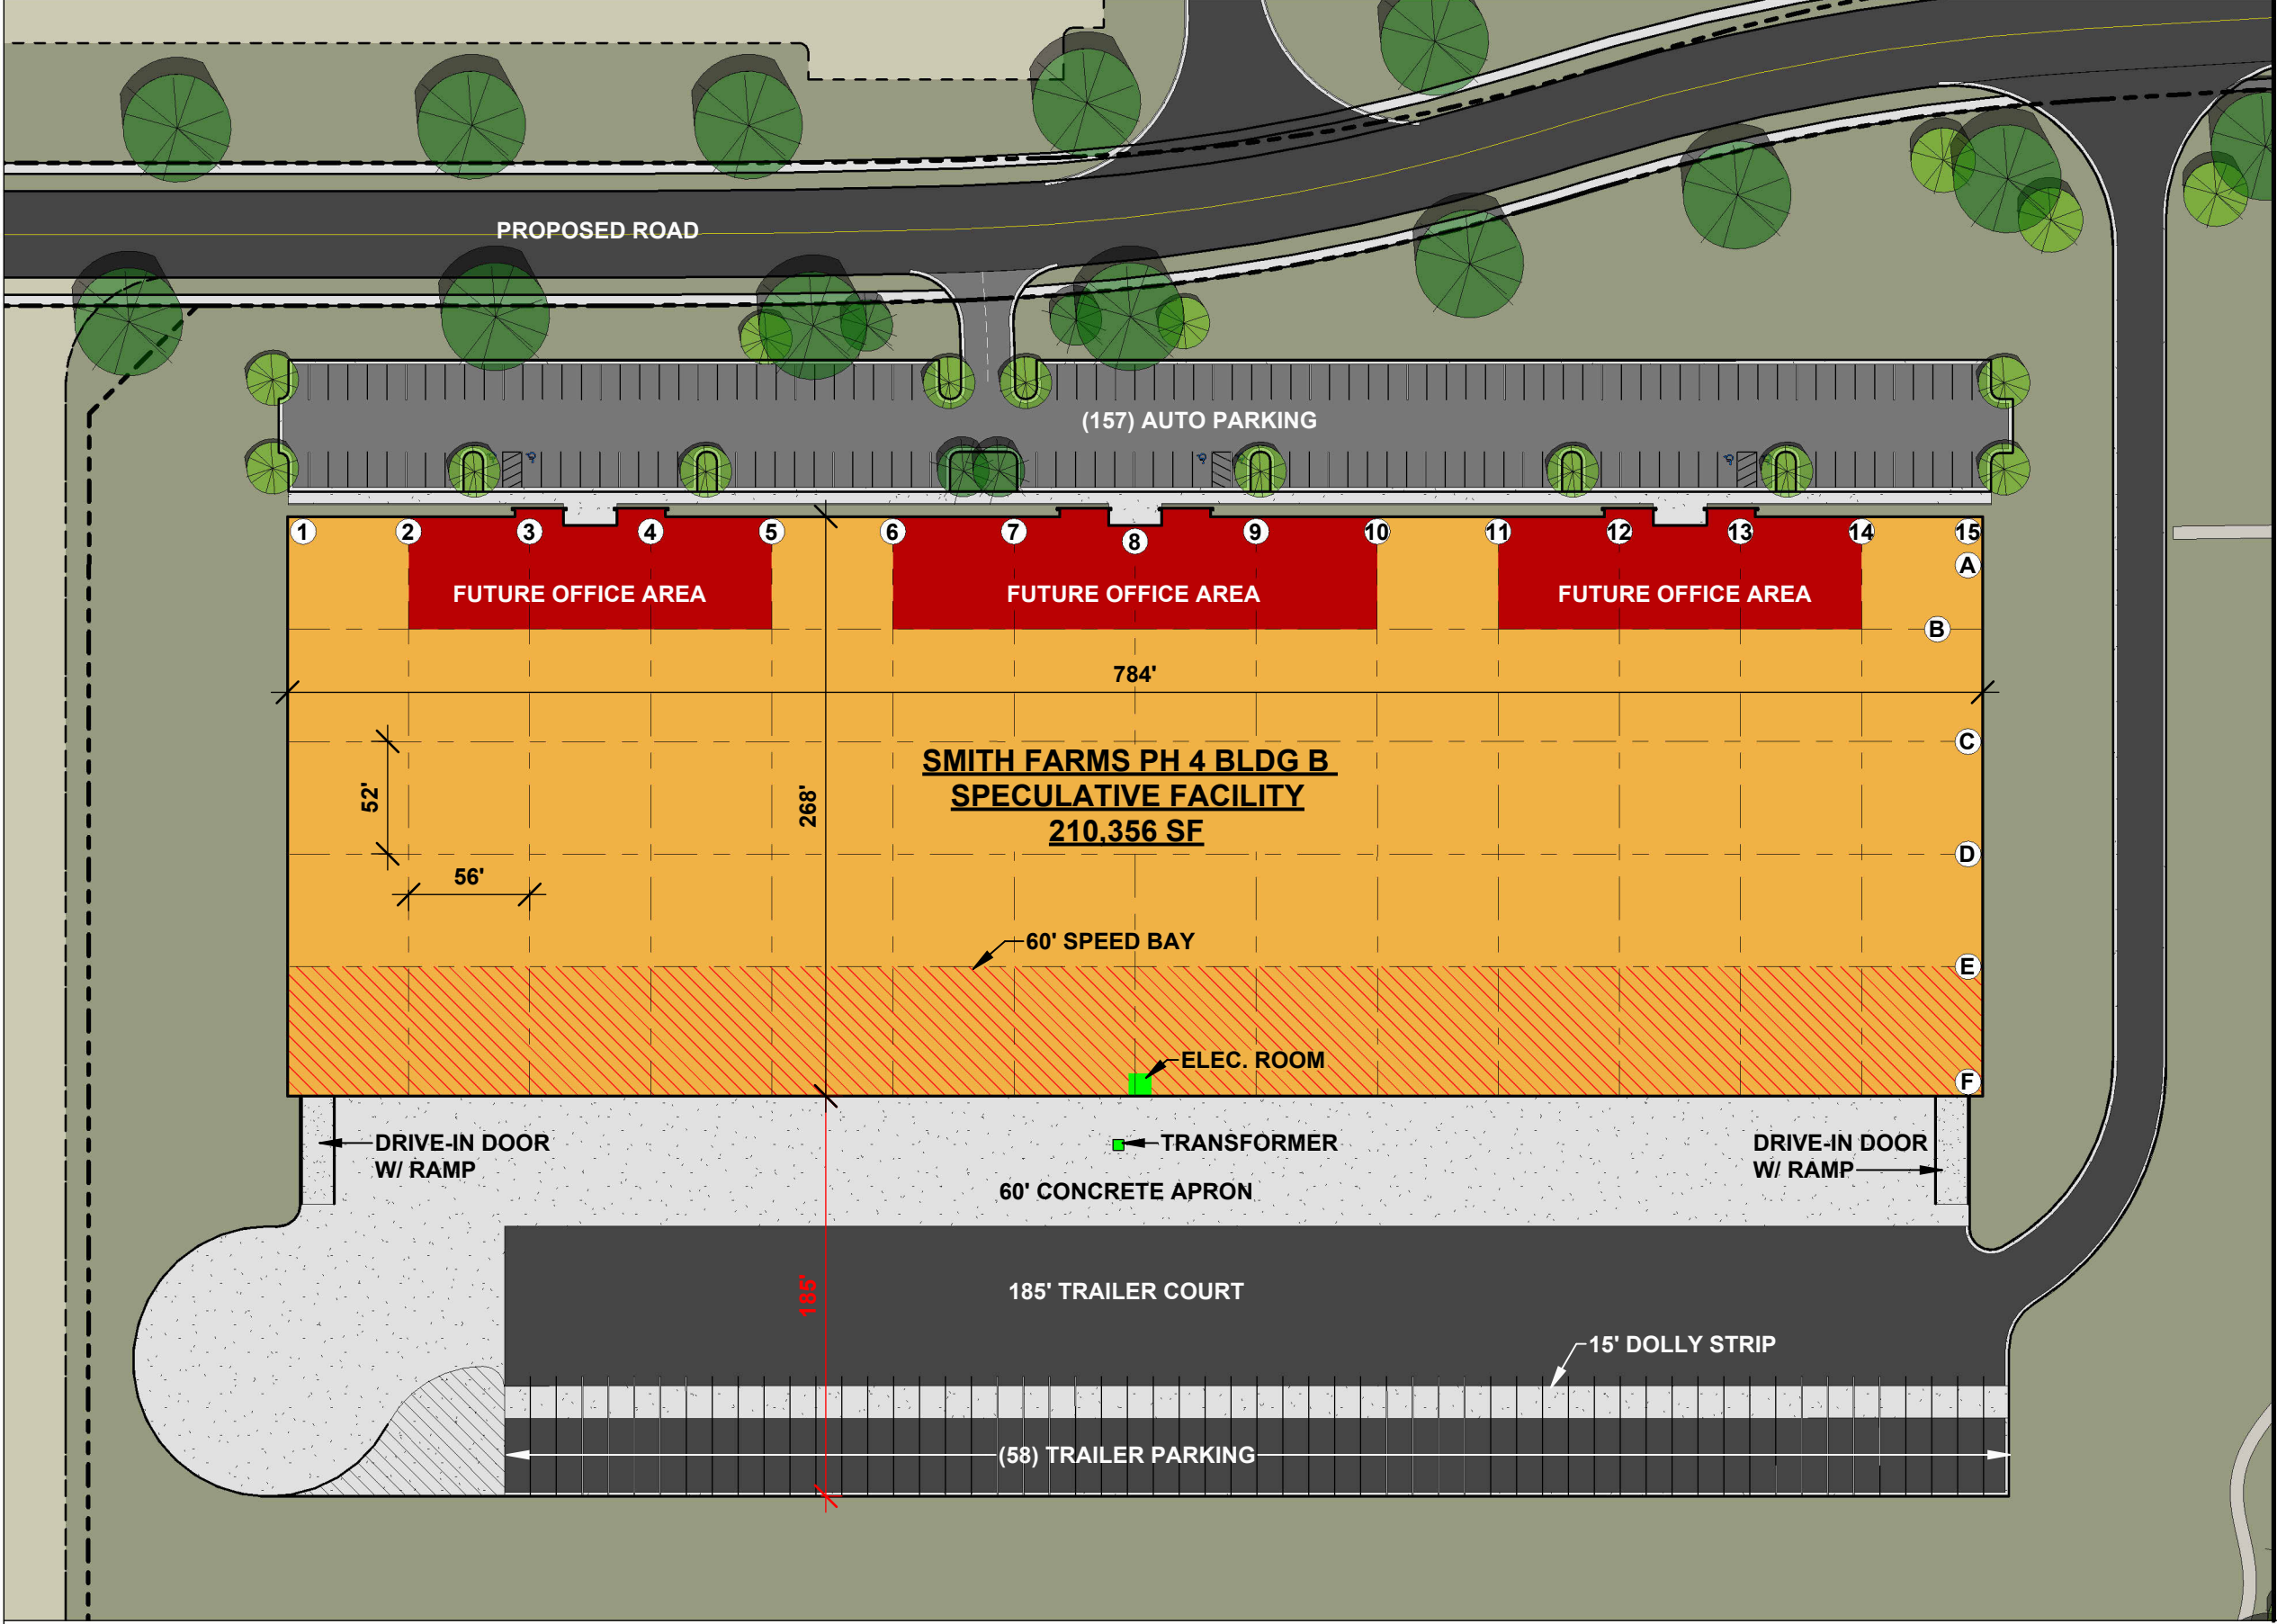 PROPOSED ROAD
(157) AUTO PARKING
1 2 3 4 5 6 7 8 9 10 11 12 13 14 15
A
FUTURE OFFICE AREA FUTURE OFFICE AREA FUTURE OFFICE AREA
B
784'
C
SMITH FARMS PH 4 BLDG B
SPECULATIVE FACILITY
210,356 SF
52'
268'
D
56'
60' SPEED BAY
E
ELEC. ROOM
F
DRIVE-IN DOOR
W/ RAMP
TRANSFORMER
DRIVE-IN DOOR
W/ RAMP
60' CONCRETE APRON
185'
185' TRAILER COURT
15' DOLLY STRIP
(58) TRAILER PARKING